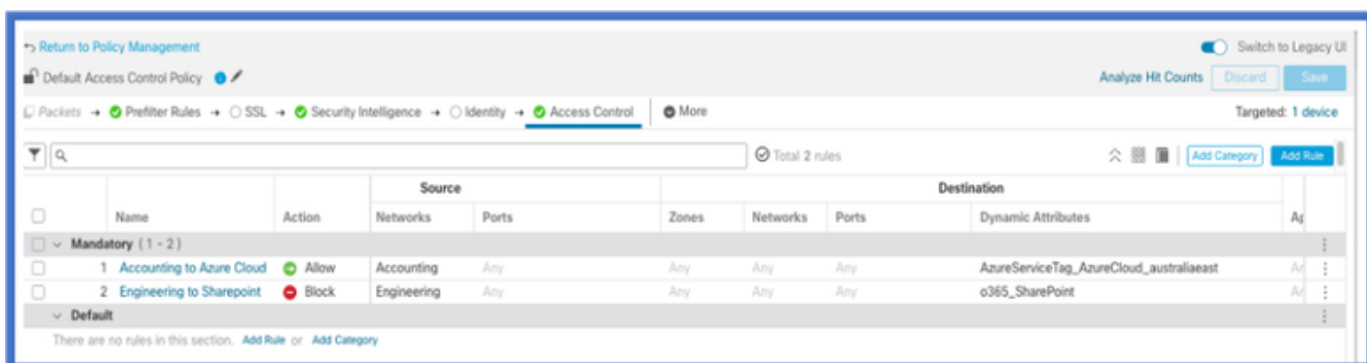 Return to Policy Management Switch to Legacy UI
Default Access Control Policy Analyze Hit Counts Discard Save
Packets → Prefilter Rules → SSL → Security Intelligence → Identity → Access Control More Targeted: 1 device
Total 2 rules Add Category Add Rule
Source Destination
Name Action Networks Ports Zones Networks Ports Dynamic Attributes
Mandatory (1 - 2)
1 Accounting to Azure Cloud Allow Accounting Any Any Any Any AzureServiceTag_AzureCloud_australiaeast
2 Engineering to Sharepoint Block Engineering Any Any Any Any o365_SharePoint
Default
There are no rules in this section. Add Rule or Add Category